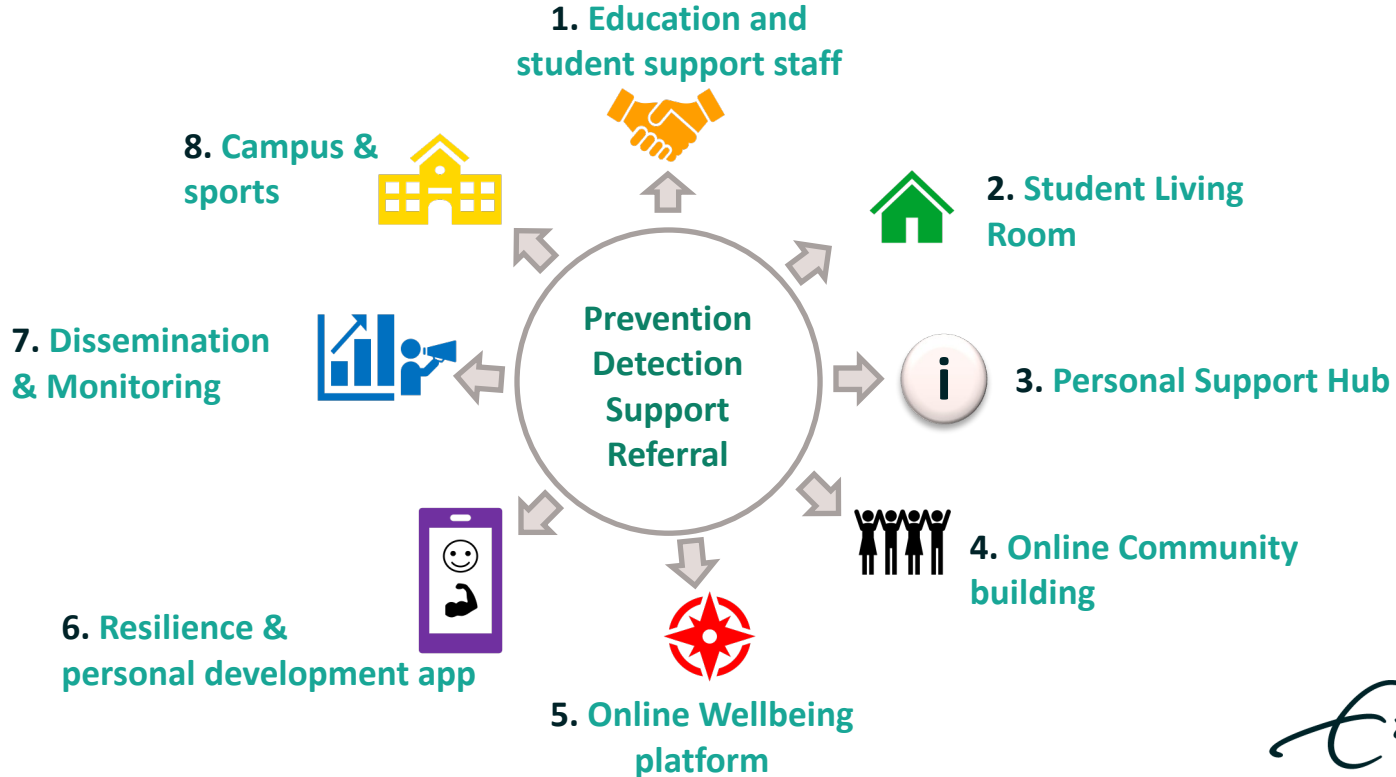 1. Education and
student support staff
8. Campus &
sports
2. Student Living
Room
Prevention
Detection
Support
Referral
7. Dissemination
& Monitoring
i
3. Personal Support Hub
4. Online Community
building
6. Resilience &
personal development app
5. Online Wellbeing
platform